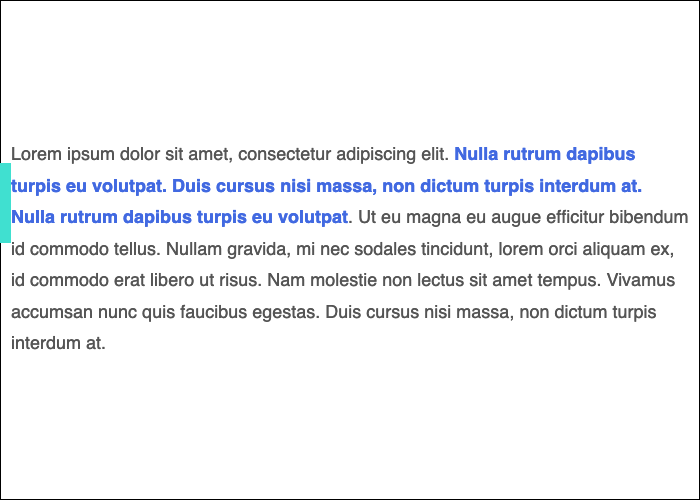 Lorem ipsum dolor sit amet, consectetur adipiscing elit. Nulla rutrum dapibus
turpis eu volutpat. Duis cursus nisi massa, non dictum turpis interdum at.
Nulla rutrum dapibus turpis eu volutpat. Ut eu magna eu augue efficitur bibendum
id commodo tellus. Nullam gravida, mi nec sodales tincidunt, lorem orci aliquam ex,
id commodo erat libero ut risus. Nam molestie non lectus sit amet tempus. Vivamus
accumsan nunc quis faucibus egestas. Duis cursus nisi massa, non dictum turpis
interdum at.